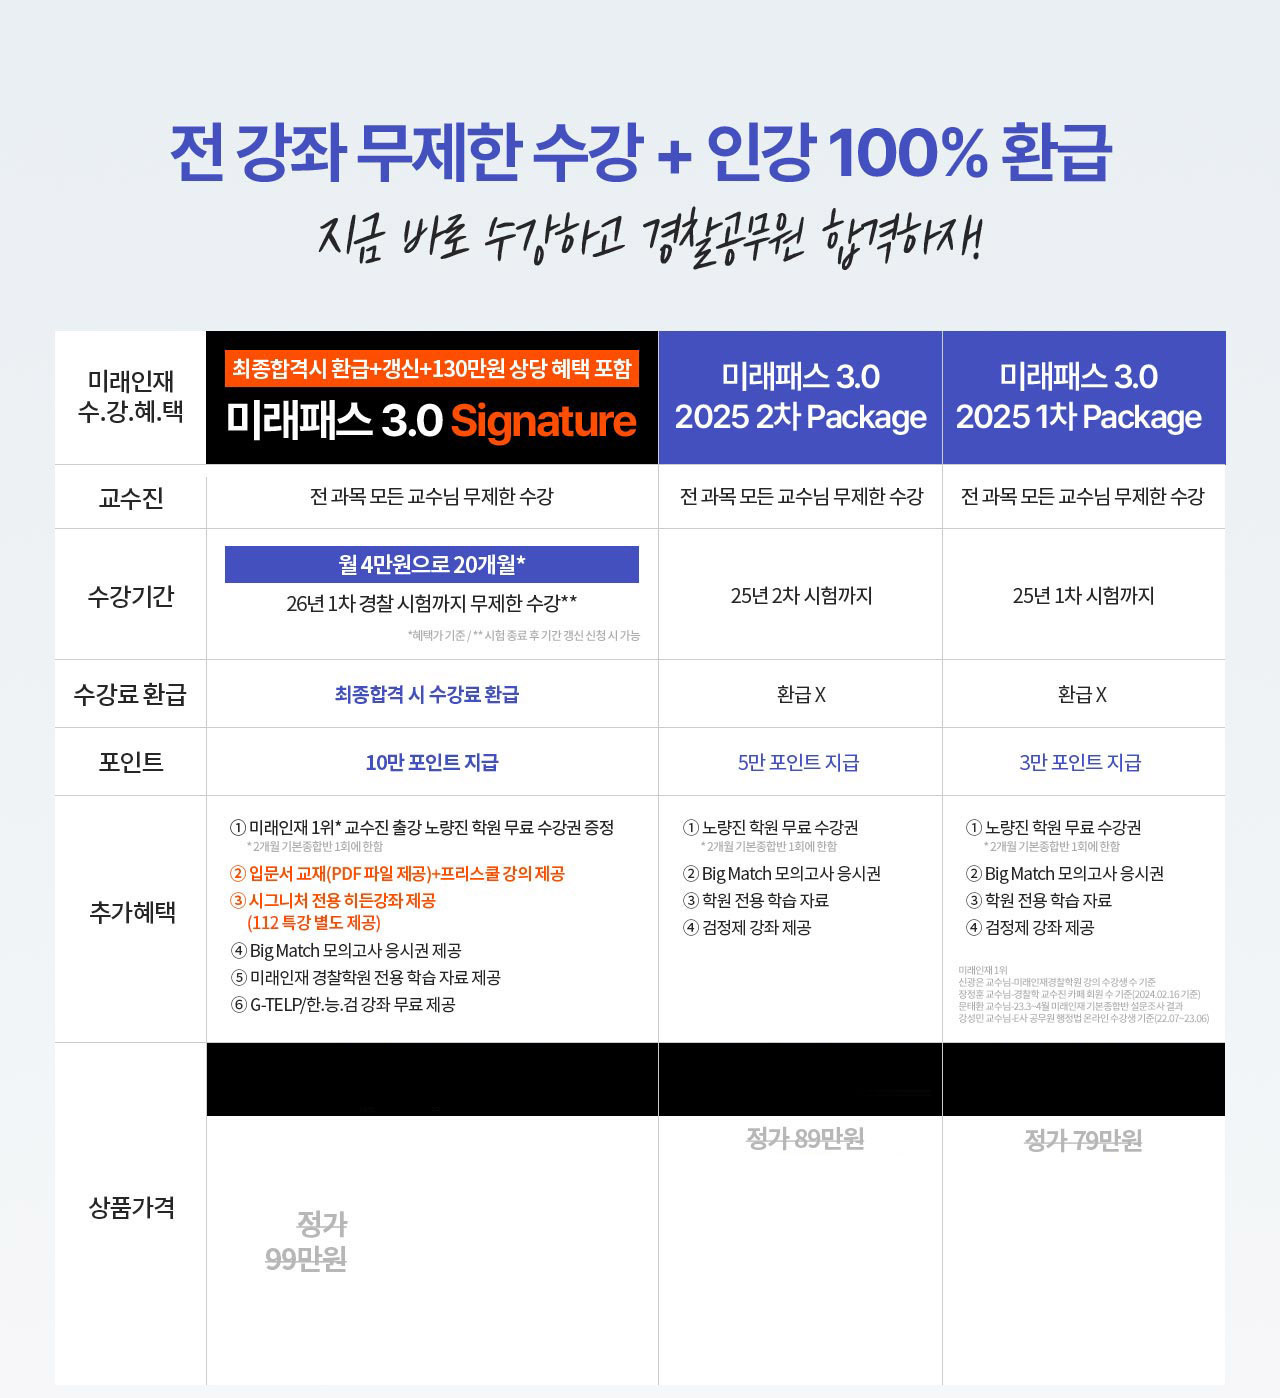 전 강좌 무제한 수강 + 인강 100% 환급
지금 바로 수강하고 경찰공무원 합격하자!
미래인재
수.강.혜.택
최종합격시 환급+갱신+130만원 상당 혜택 포함
미래패스 3.0 Signature
미래패스 3.0
2025 2차 Package
미래패스 3.0
2025 1차 Package
교수진
전 과목 모든 교수님 무제한 수강
전 과목 모든 교수님 무제한 수강
전 과목 모든 교수님 무제한 수강
수강기간
월 4만원으로 20개월*
26년 1차 경찰 시험까지 무제한 수강**
*혜택가 기준 / ** 시험 종료 후 기간 갱신 신청 시 가능
25년 2차 시험까지
25년 1차 시험까지
수강료 환급
최종합격 시 수강료 환급
환급 X
환급 X
포인트
10만 포인트 지급
5만 포인트 지급
3만 포인트 지급
추가혜택
① 미래인재 1위* 교수진 출강 노량진 학원 무료 수강권 증정
* 2개월 기본종합반 1회에 한함
② 입문서 교재(PDF 파일 제공)+프리스쿨 강의 제공
③ 시그니처 전용 히든강좌 제공
(112 특강 별도 제공)
④ Big Match 모의고사 응시권 제공
⑤ 미래인재 경찰학원 전용 학습 자료 제공
⑥ G-TELP/한.능.검 강좌 무료 제공
① 노량진 학원 무료 수강권
* 2개월 기본종합반 1회에 한함
② Big Match 모의고사 응시권
③ 학원 전용 학습 자료
④ 검정제 강좌 제공
① 노량진 학원 무료 수강권
* 2개월 기본종합반 1회에 한함
② Big Match 모의고사 응시권
③ 학원 전용 학습 자료
④ 검정제 강좌 제공
미래인재 1위
신광은 교수님-미래인재경찰학원 강의 수강생 수 기준
장정훈 교수님-경찰학 교수진 카페 회원 수 기준(2024.02.16 기준)
문태환 교수님-23.3~4월 미래인재 기본종합반 설문조사 결과
강성민 교수님-E사 공무원 행정법 온라인 수강생 기준(22.07~23.06)
상품가격
정가
99만원
정가 89만원
정가 79만원